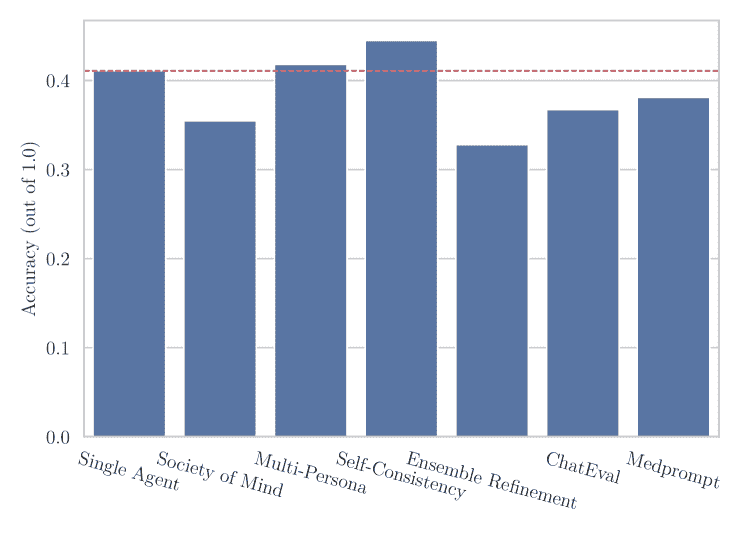 Accuracy (out of 1.0)
0.4
0.3
0.2
0.1
0.0
Single Agent
Society of Mind
Multi-Persona
Self-Consistency
Ensemble Refinement
ChatEval
Medprompt